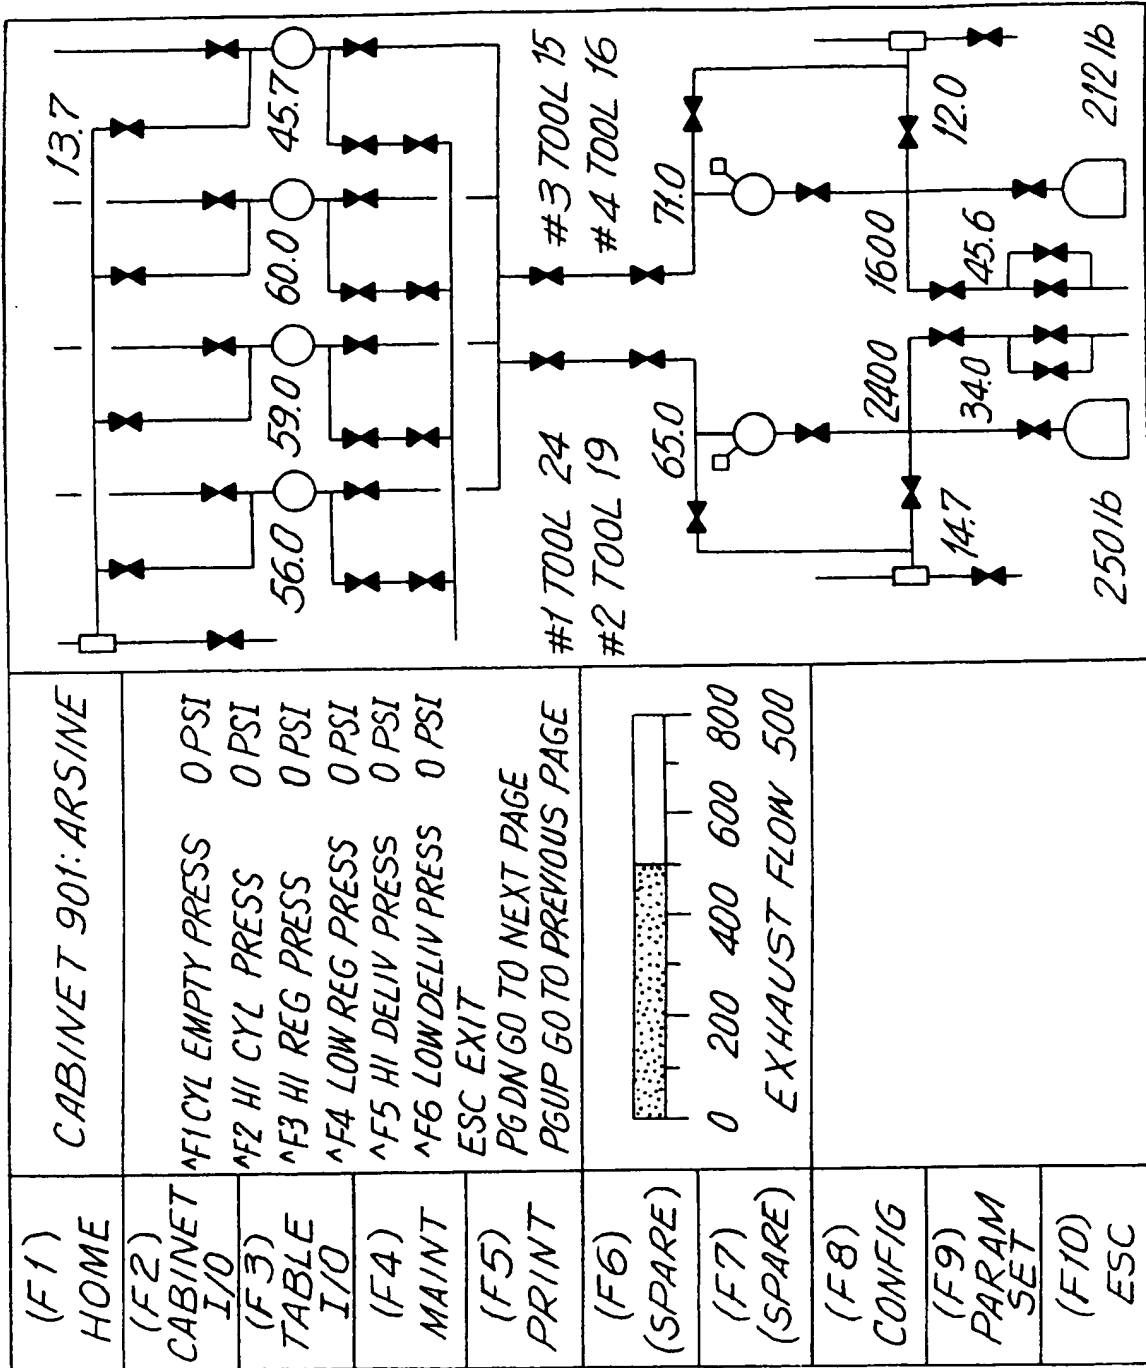 (F1)
HOME
(F2)
CABINET
I/O
(F3)
TABLE
I/O
(F4)
MAINT
(F5)
PRINT
(F6)
(SPARE)
(F7)
(SPARE)
(F8)
CONFIG
(F9)
PARAM
SET
(F10)
ESC
CABINET 901: ARSINE
^F1 CYL EMPTY PRESS 0 PSI
^F2 HI CYL PRESS 0 PSI
^F3 HI REG PRESS 0 PSI
^F4 LOW REG PRESS 0 PSI
^F5 HI DELIV PRESS 0 PSI
^F6 LOW DELIV PRESS 0 PSI
ESC EXIT
PGDN GO TO NEXT PAGE
PGUP GO TO PREVIOUS PAGE
0 200 400 600 800
EXHAUST FLOW 500
13.7
56.0 59.0 60.0 45.7
#1 TOOL 24
#2 TOOL 19
#3 TOOL 15
#4 TOOL 16
65.0 71.0
2400 1600
14.7 34.0 45.6 12.0
250 lb 212 lb